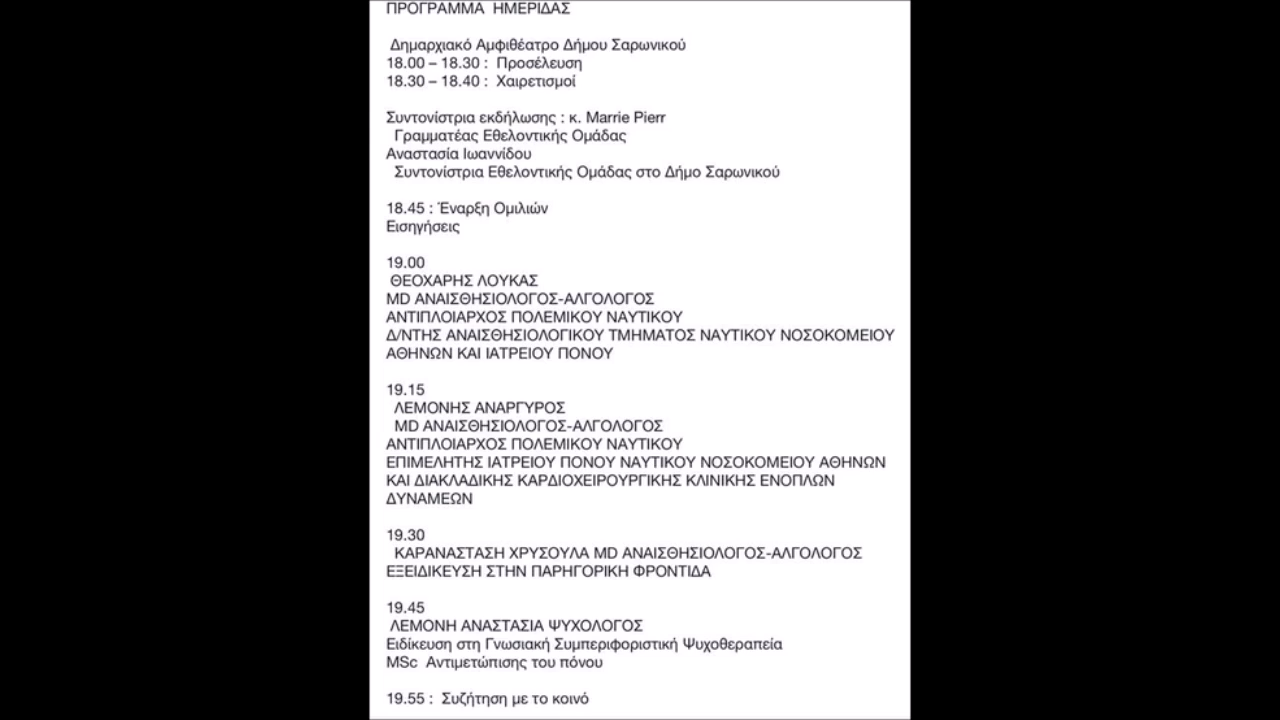 ΠΡΟΓΡΑΜΜΑ ΗΜΕΡΙΔΑΣ
Δημαρχιακό Αμφιθέατρο Δήμου Σαρωνικού
18.00 – 18.30 : Προσέλευση
18.30 – 18.40 : Χαιρετισμοί
Συντονίστρια εκδήλωσης : κ. Marrie Pierr
Γραμματέας Εθελοντικής Ομάδας
Αναστασία Ιωαννίδου
Συντονίστρια Εθελοντικής Ομάδας στο Δήμο Σαρωνικού
18.45 : Έναρξη Ομιλιών
Εισηγήσεις
19.00
ΘΕΟΧΑΡΗΣ ΛΟΥΚΑΣ
MD ΑΝΑΙΣΘΗΣΙΟΛΟΓΟΣ-ΑΛΓΟΛΟΓΟΣ
ΑΝΤΙΠΛΟΙΑΡΧΟΣ ΠΟΛΕΜΙΚΟΥ ΝΑΥΤΙΚΟΥ
Δ/ΝΤΗΣ ΑΝΑΙΣΘΗΣΙΟΛΟΓΙΚΟΥ ΤΜΗΜΑΤΟΣ ΝΑΥΤΙΚΟΥ ΝΟΣΟΚΟΜΕΙΟΥ
ΑΘΗΝΩΝ ΚΑΙ ΙΑΤΡΕΙΟΥ ΠΟΝΟΥ
19.15
ΛΕΜΟΝΗΣ ΑΝΑΡΓΥΡΟΣ
MD ΑΝΑΙΣΘΗΣΙΟΛΟΓΟΣ-ΑΛΓΟΛΟΓΟΣ
ΑΝΤΙΠΛΟΙΑΡΧΟΣ ΠΟΛΕΜΙΚΟΥ ΝΑΥΤΙΚΟΥ
ΕΠΙΜΕΛΗΤΗΣ ΙΑΤΡΕΙΟΥ ΠΟΝΟΥ ΝΑΥΤΙΚΟΥ ΝΟΣΟΚΟΜΕΙΟΥ ΑΘΗΝΩΝ
ΚΑΙ ΔΙΑΚΛΑΔΙΚΗΣ ΚΑΡΔΙΟΧΕΙΡΟΥΡΓΙΚΗΣ ΚΛΙΝΙΚΗΣ ΕΝΟΠΛΩΝ
ΔΥΝΑΜΕΩΝ
19.30
ΚΑΡΑΝΑΣΤΑΣΗ ΧΡΥΣΟΥΛΑ MD ΑΝΑΙΣΘΗΣΙΟΛΟΓΟΣ-ΑΛΓΟΛΟΓΟΣ
ΕΞΕΙΔΙΚΕΥΣΗ ΣΤΗΝ ΠΑΡΗΓΟΡΙΚΗ ΦΡΟΝΤΙΔΑ
19.45
ΛΕΜΟΝΗ ΑΝΑΣΤΑΣΙΑ ΨΥΧΟΛΟΓΟΣ
Ειδίκευση στη Γνωσιακή Συμπεριφοριστική Ψυχοθεραπεία
MSc Αντιμετώπισης του πόνου
19.55 : Συζήτηση με το κοινό